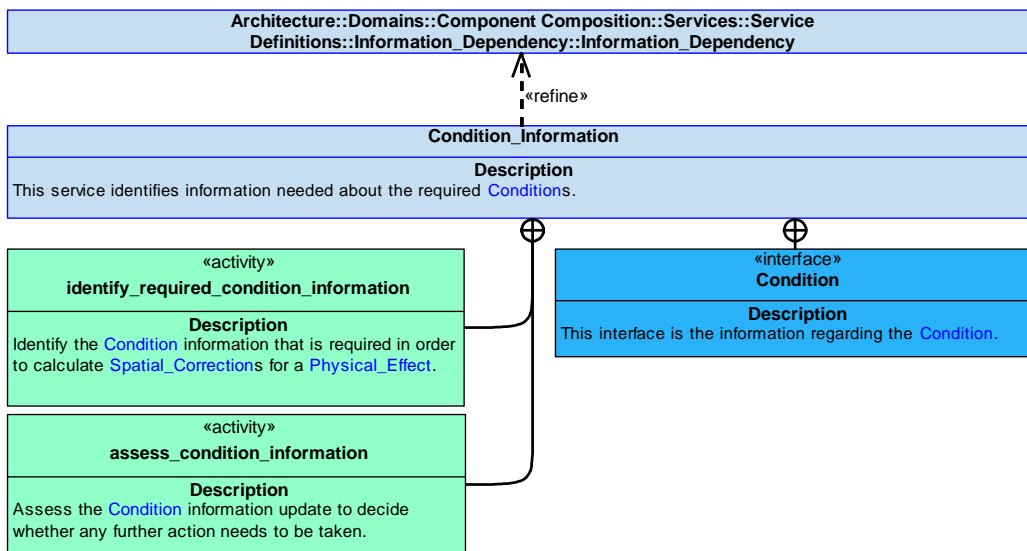 Architecture::Domains::Component Composition::Services::Service
Definitions::Information_Dependency::Information_Dependency
«refine»
Condition_Information
Description
This service identifies information needed about the required Conditions.
«activity»
identify_required_condition_information
Description
Identify the Condition information that is required in order
to calculate Spatial_Corrections for a Physical_Effect.
«interface»
Condition
Description
This interface is the information regarding the Condition.
«activity»
assess_condition_information
Description
Assess the Condition information update to decide
whether any further action needs to be taken.